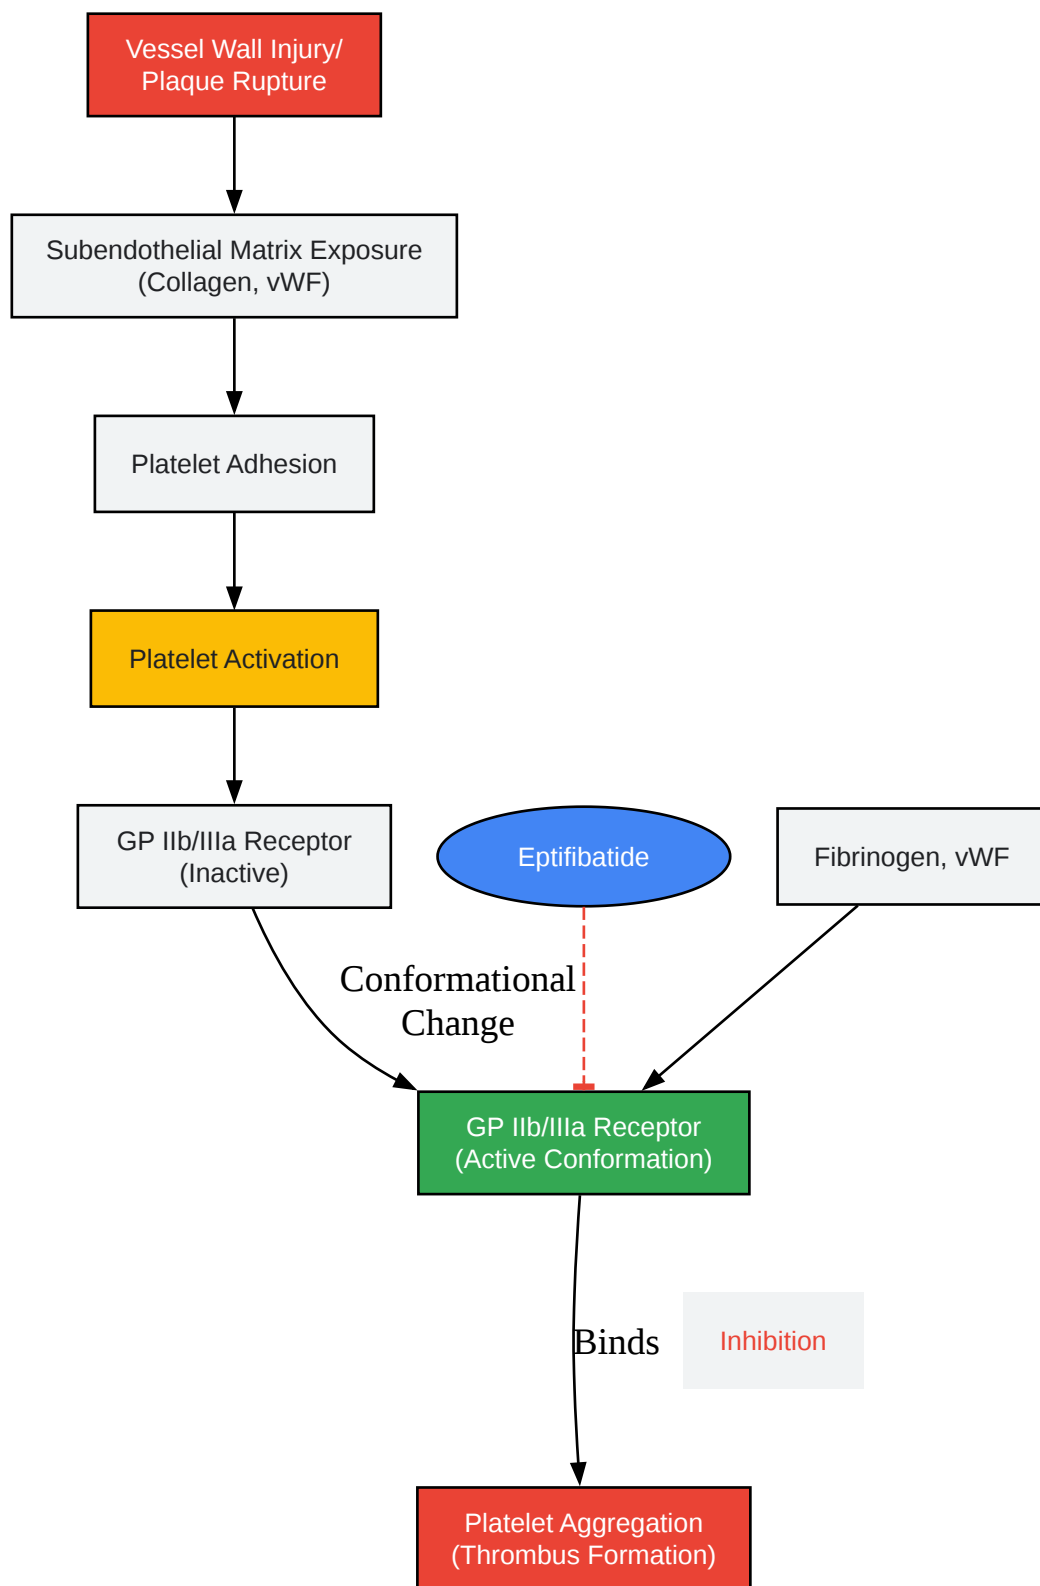 Vessel Wall Injury/
Plaque Rupture
Subendothelial Matrix Exposure
(Collagen, vWF)
Platelet Adhesion
Platelet Activation
GP IIb/IIIa Receptor
(Inactive)
Eptifibatide
Fibrinogen, vWF
Conformational
Change
GP IIb/IIIa Receptor
(Active Conformation)
Binds
Inhibition
Platelet Aggregation
(Thrombus Formation)